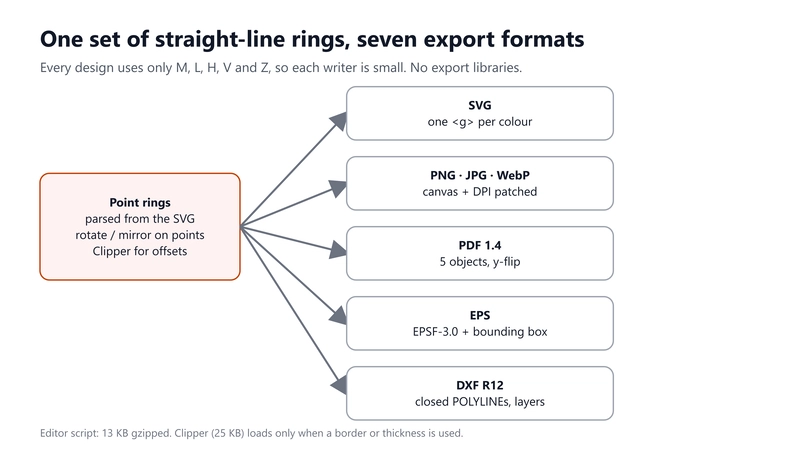 One set of straight-line rings, seven export formats
Every design uses only M, L, H, V and Z, so each writer is small. No export libraries.
Point rings
parsed from the SVG
rotate / mirror on points
Clipper for offsets
SVG
one <g> per colour
PNG · JPG · WebP
canvas + DPI patched
PDF 1.4
5 objects, y-flip
EPS
EPSF-3.0 + bounding box
DXF R12
closed POLYLINEs, layers
Editor script: 13 KB gzipped. Clipper (25 KB) loads only when a border or thickness is used.